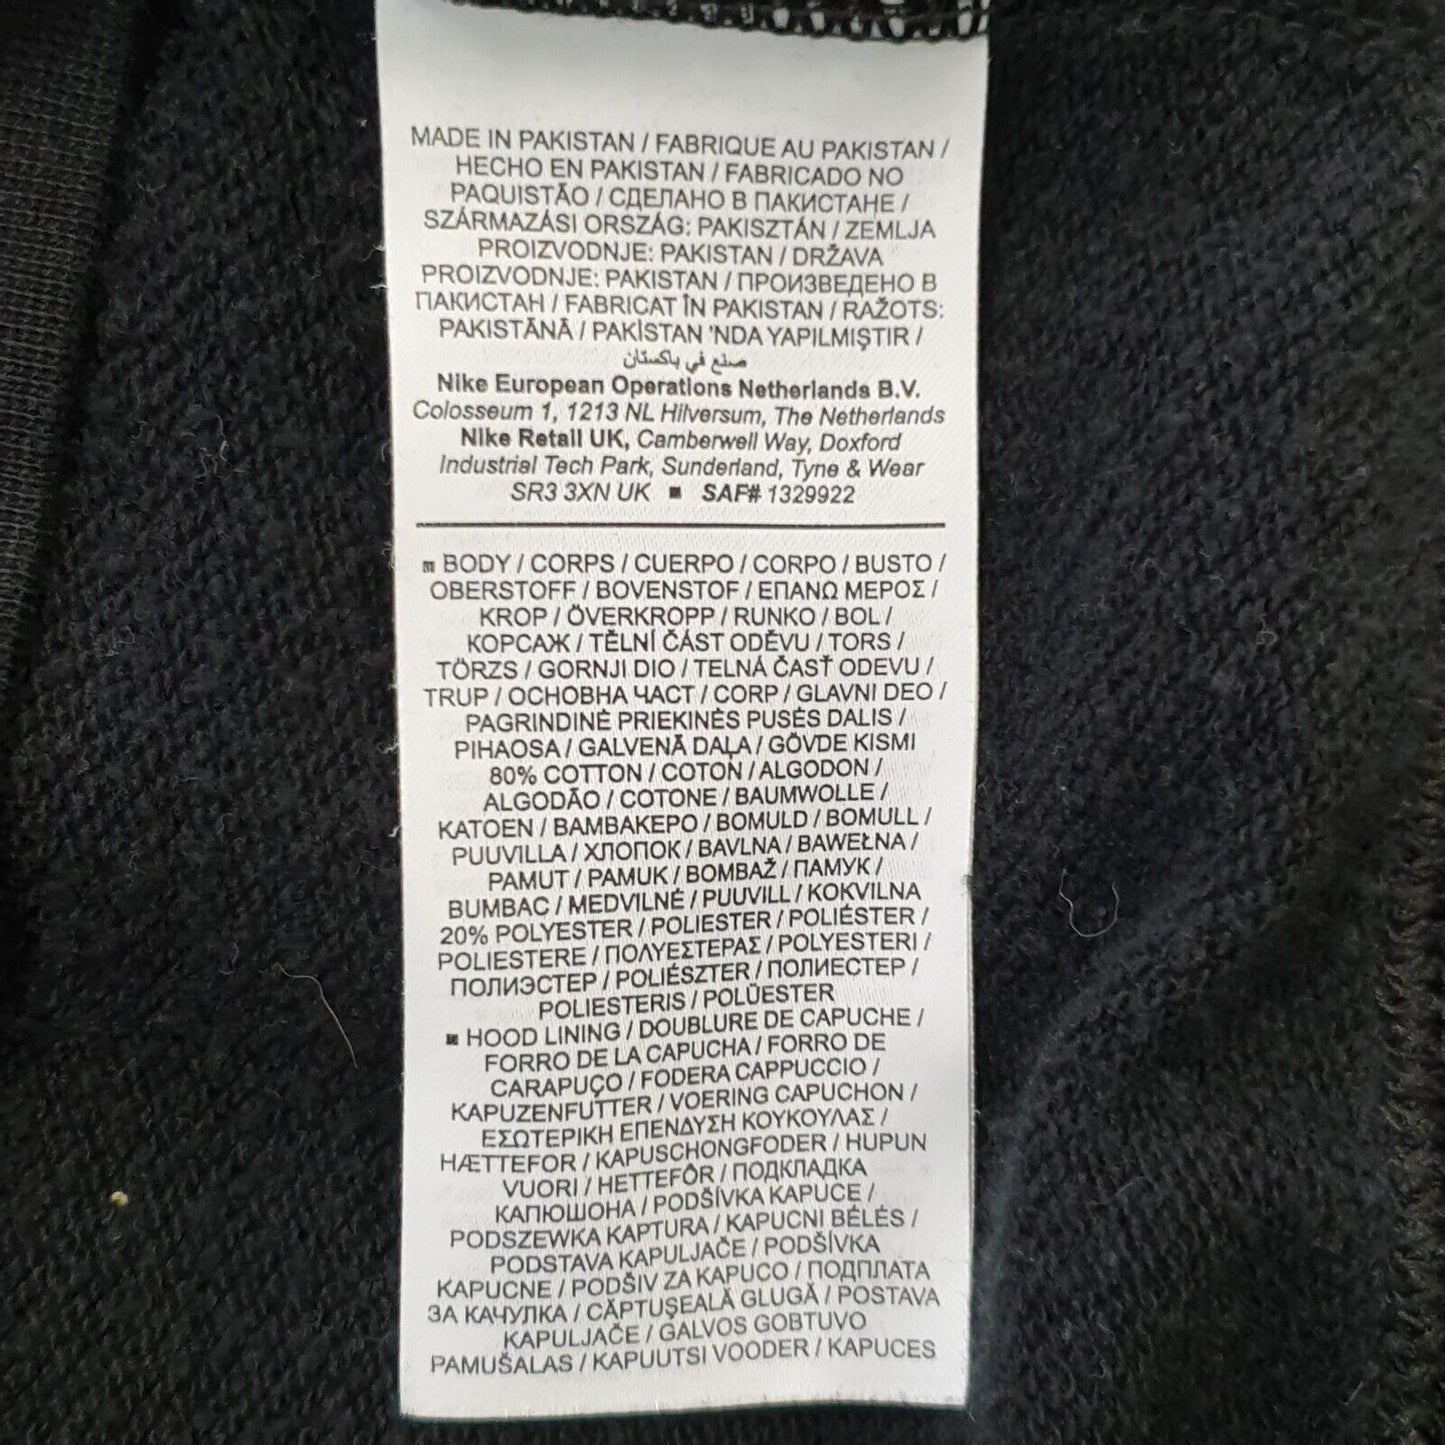 MADE IN PAKISTAN / FABRIQUE AU PAKISTAN /
HECHO EN PAKISTAN / FABRICADO NO
PAQUISTÃO / СДЕЛАНО В ПАКИСТАНЕ /
SZÁRMAZÁSI ORSZÁG: PAKISZTÁN / ZEMLJA
PROIZVODNJE: PAKISTAN / DRŽAVA
PROIZVODNJE: PAKISTAN / ПРОИЗВЕДЕНО В
ПАКИСТАН / FABRICAT ÎN PAKISTAN / RAŽOTS:
PAKISTĀNĀ / PAKİSTAN 'NDA YAPILMIŞTIR /
صنع في باكستان
Nike European Operations Netherlands B.V.
Colosseum 1, 1213 NL Hilversum, The Netherlands
Nike Retail UK, Camberwell Way, Doxford
Industrial Tech Park, Sunderland, Tyne & Wear
SR3 3XN UK ■ SAF# 1329922
■ BODY / CORPS / CUERPO / CORPO / BUSTO /
OBERSTOFF / BOVENSTOF / ΕΠΑΝΩ ΜΕΡΟΣ /
KROP / ÖVERKROPP / RUNKO / BOL /
КОРСАЖ / TĚLNÍ ČÁST ODĚVU / TORS /
TÖRZS / GORNJI DIO / TELNÁ ČASŤ ODEVU /
TRUP / ОСНОВНА ЧАСТ / CORP / GLAVNI DEO /
PAGRINDINĖ PRIEKINĖS PUSĖS DALIS /
PIHAOSA / GALVENĀ DAĻA / GÖVDE KISMI
80% COTTON / COTON / ALGODON /
ALGODÃO / COTONE / BAUMWOLLE /
KATOEN / ΒΑΜΒΑΚΕΡΟ / BOMULD / BOMULL /
PUUVILLA / ХЛОПОК / BAVLNA / BAWEŁNA /
PAMUT / PAMUK / BOMBAŽ / ПАМУК /
BUMBAC / MEDVILNĖ / PUUVILL / KOKVILNA
20% POLYESTER / POLIESTER / POLIÉSTER /
POLIESTERE / ΠΟΛΥΕΣΤΕΡΑΣ / POLYESTERI /
ПОЛИЭСТЕР / POLIÉSZTER / ПОЛИЕСТЕР /
POLIESTERIS / POLÜESTER
■ HOOD LINING / DOUBLURE DE CAPUCHE /
FORRO DE LA CAPUCHA / FORRO DE
CARAPUÇO / FODERA CAPPUCCIO /
KAPUZENFUTTER / VOERING CAPUCHON /
ΕΣΩΤΕΡΙΚΗ ΕΠΕΝΔΥΣΗ ΚΟΥΚΟΥΛΑΣ /
HÆTTEFOR / KAPUSCHONGFODER / HUPUN
VUORI / HETTEFÔR / ПОДКЛАДКА
КАПЮШОНА / PODŠÍVKA KAPUCE /
PODSZEWKA KAPTURA / KAPUCNI BÉLÉS /
PODSTAVA KAPULJAČE / PODŠÍVKA
KAPUCNE / PODŠIV ZA KAPUCO / ПОДПЛАТА
ЗА КАЧУЛКА / CĂPTUŞEALĂ GLUGĂ / POSTAVA
KAPULJAČE / GALVOS GOBTUVO
PAMUŠALAS / KAPUUTSI VOODER / KAPUCES